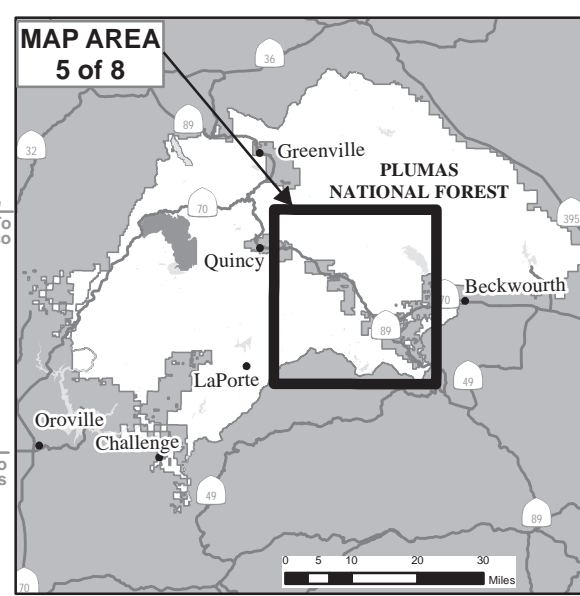 MAP AREA
5 of 8
36
89
32
Greenville
PLUMAS
NATIONAL FOREST
70
395
To
o
Quincy
Beckwourth
70
89
LaPorte
49
Oroville
Challenge
o
s
49
89
70
0 5 10 20 30
Miles